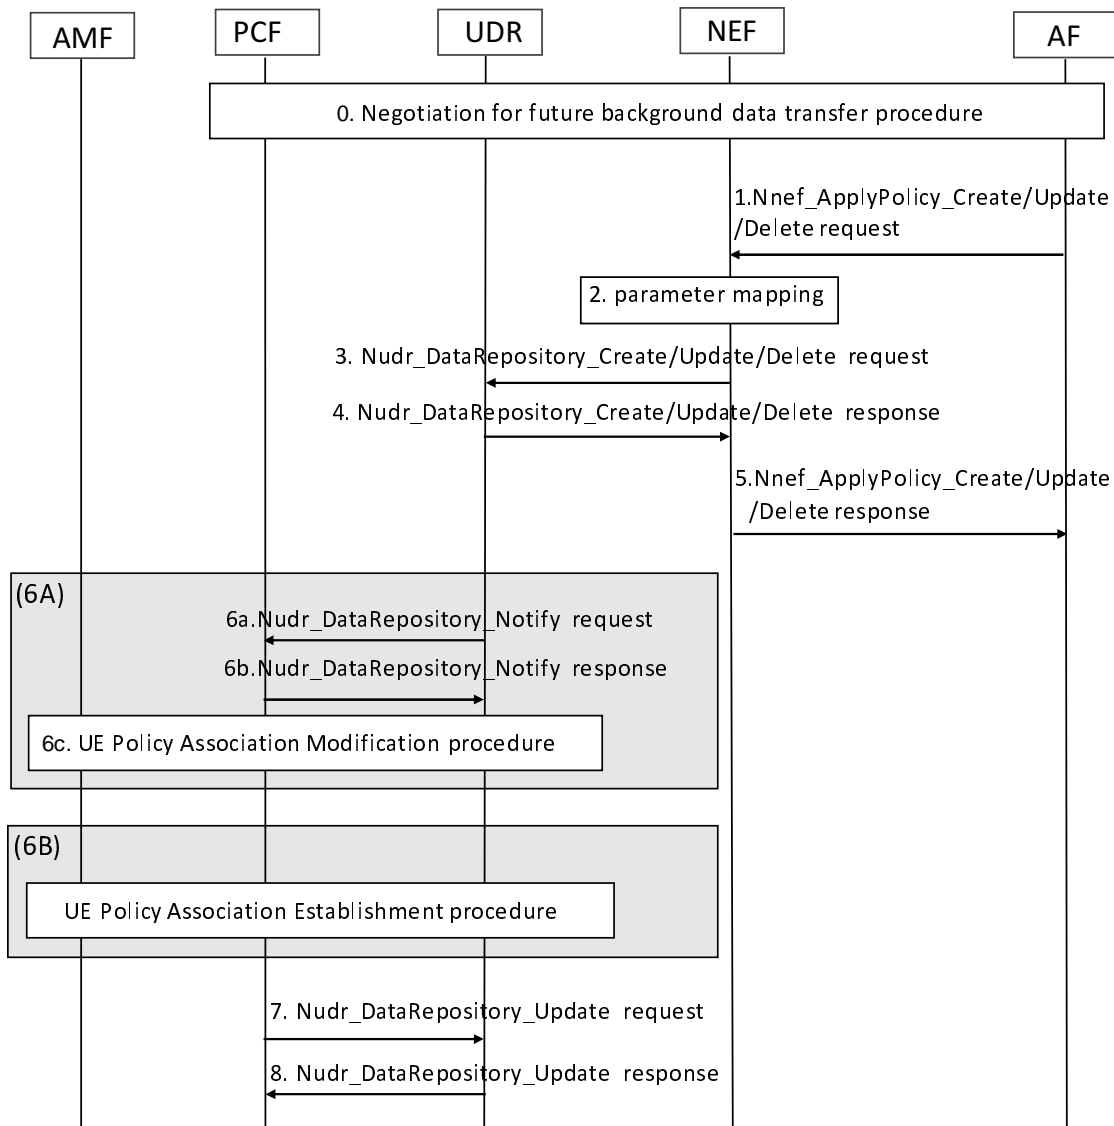 AMF
PCF
UDR
NEF
AF
0. Negotiation for future background data transfer procedure
1.Nnef_ApplyPolicy_Create/Update
/Delete request
2. parameter mapping
3. Nudr_DataRepository_Create/Update/Delete request
4. Nudr_DataRepository_Create/Update/Delete response
5.Nnef_ApplyPolicy_Create/Update
/Delete response
(6A)
6a.Nudr_DataRepository_Notify request
6b.Nudr_DataRepository_Notify response
6c. UE Policy Association Modification procedure
(6B)
UE Policy Association Establishment procedure
7. Nudr_DataRepository_Update request
8. Nudr_DataRepository_Update response